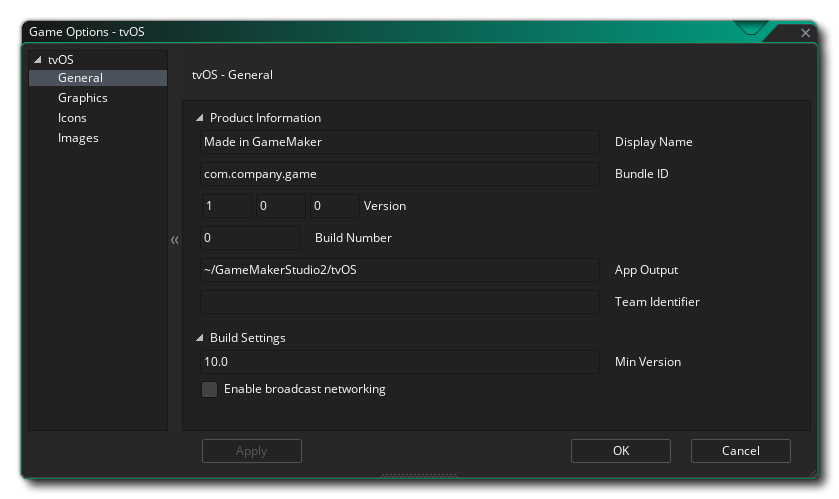 Game Options - tvOS
tvOS
General
Graphics
Icons
Images
tvOS - General
Product Information
Made in GameMaker Display Name
com.company.game Bundle ID
1 0 0 Version
0 Build Number
~/GameMakerStudio2/tvOS App Output
Team Identifier
Build Settings
10.0 Min Version
Enable broadcast networking
Apply OK Cancel